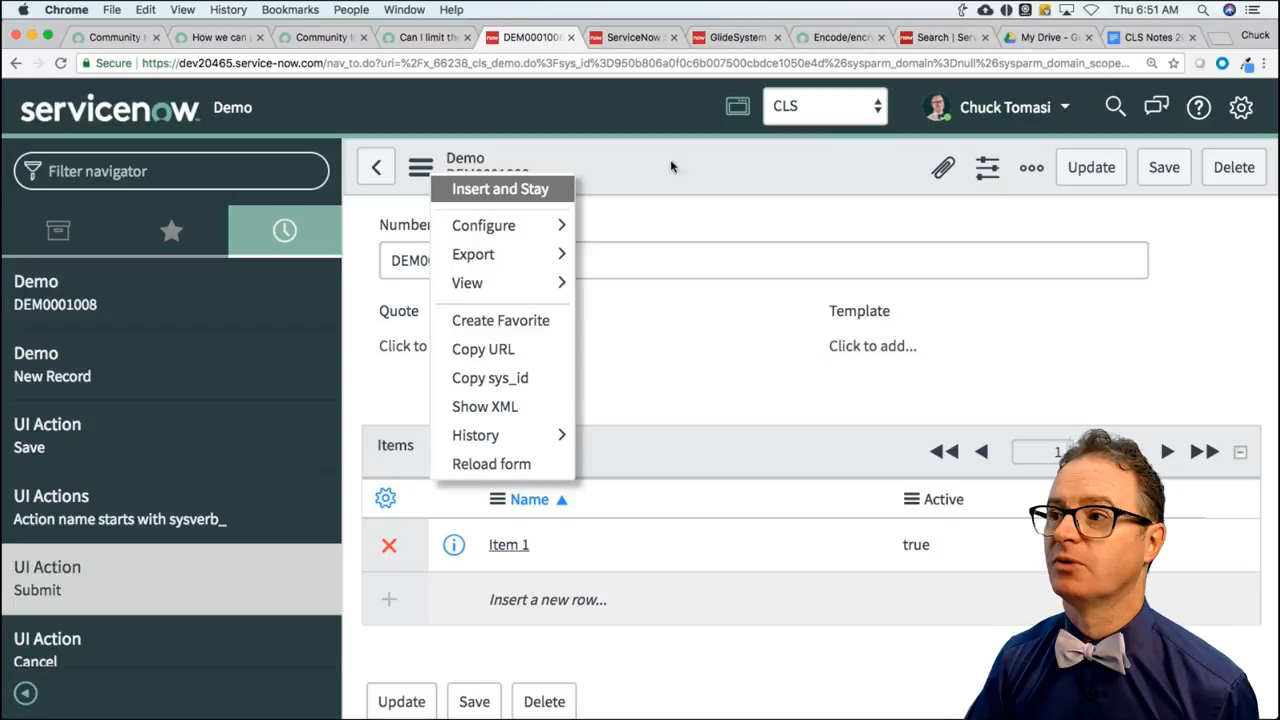 Chrome File Edit View History Bookmarks People Window Help Thu 6:51 AM
Community How we can Community I Can I limit the DEM0001008 ServiceNow S GlideSystem Encode/enc Search | Serv My Drive - Go CLS Notes 20 Chuck
Secure https://dev20465.service-now.com/nav_to.do?uri=%2Fx_66238_cls_demo.do%3Fsys_id%3D950b806a0f0c6b007500cbdce1050e4d%26sysparm_domain%3Dnull%26sysparm_domain_scope...
servicenow Demo CLS Chuck Tomasi
Filter navigator
Demo
Update Save Delete
Demo
DEM0001008
Demo
New Record
UI Action
Save
UI Actions
Action name starts with sysverb_
UI Action
Submit
UI Action
Cancel
Insert and Stay
Configure
Export
View
Create Favorite
Copy URL
Copy sys_id
Show XML
History
Reload form
Number
DEM0
Quote Template
Click to Click to add...
Items 1
Name Active
Item 1 true
Insert a new row...
Update Save Delete